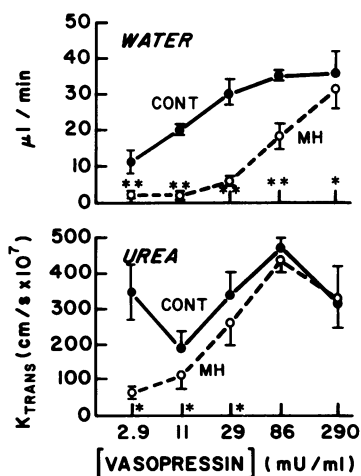 WATER
50
40
30
20
10
0
μl / min
CONT
MH
** ** ** ** *
UREA
500
400
300
200
100
0
KTRANS (cm/s x10⁷)
CONT
MH
* * *
2.9 11 29 86 290
[VASOPRESSIN] (mU/ml)